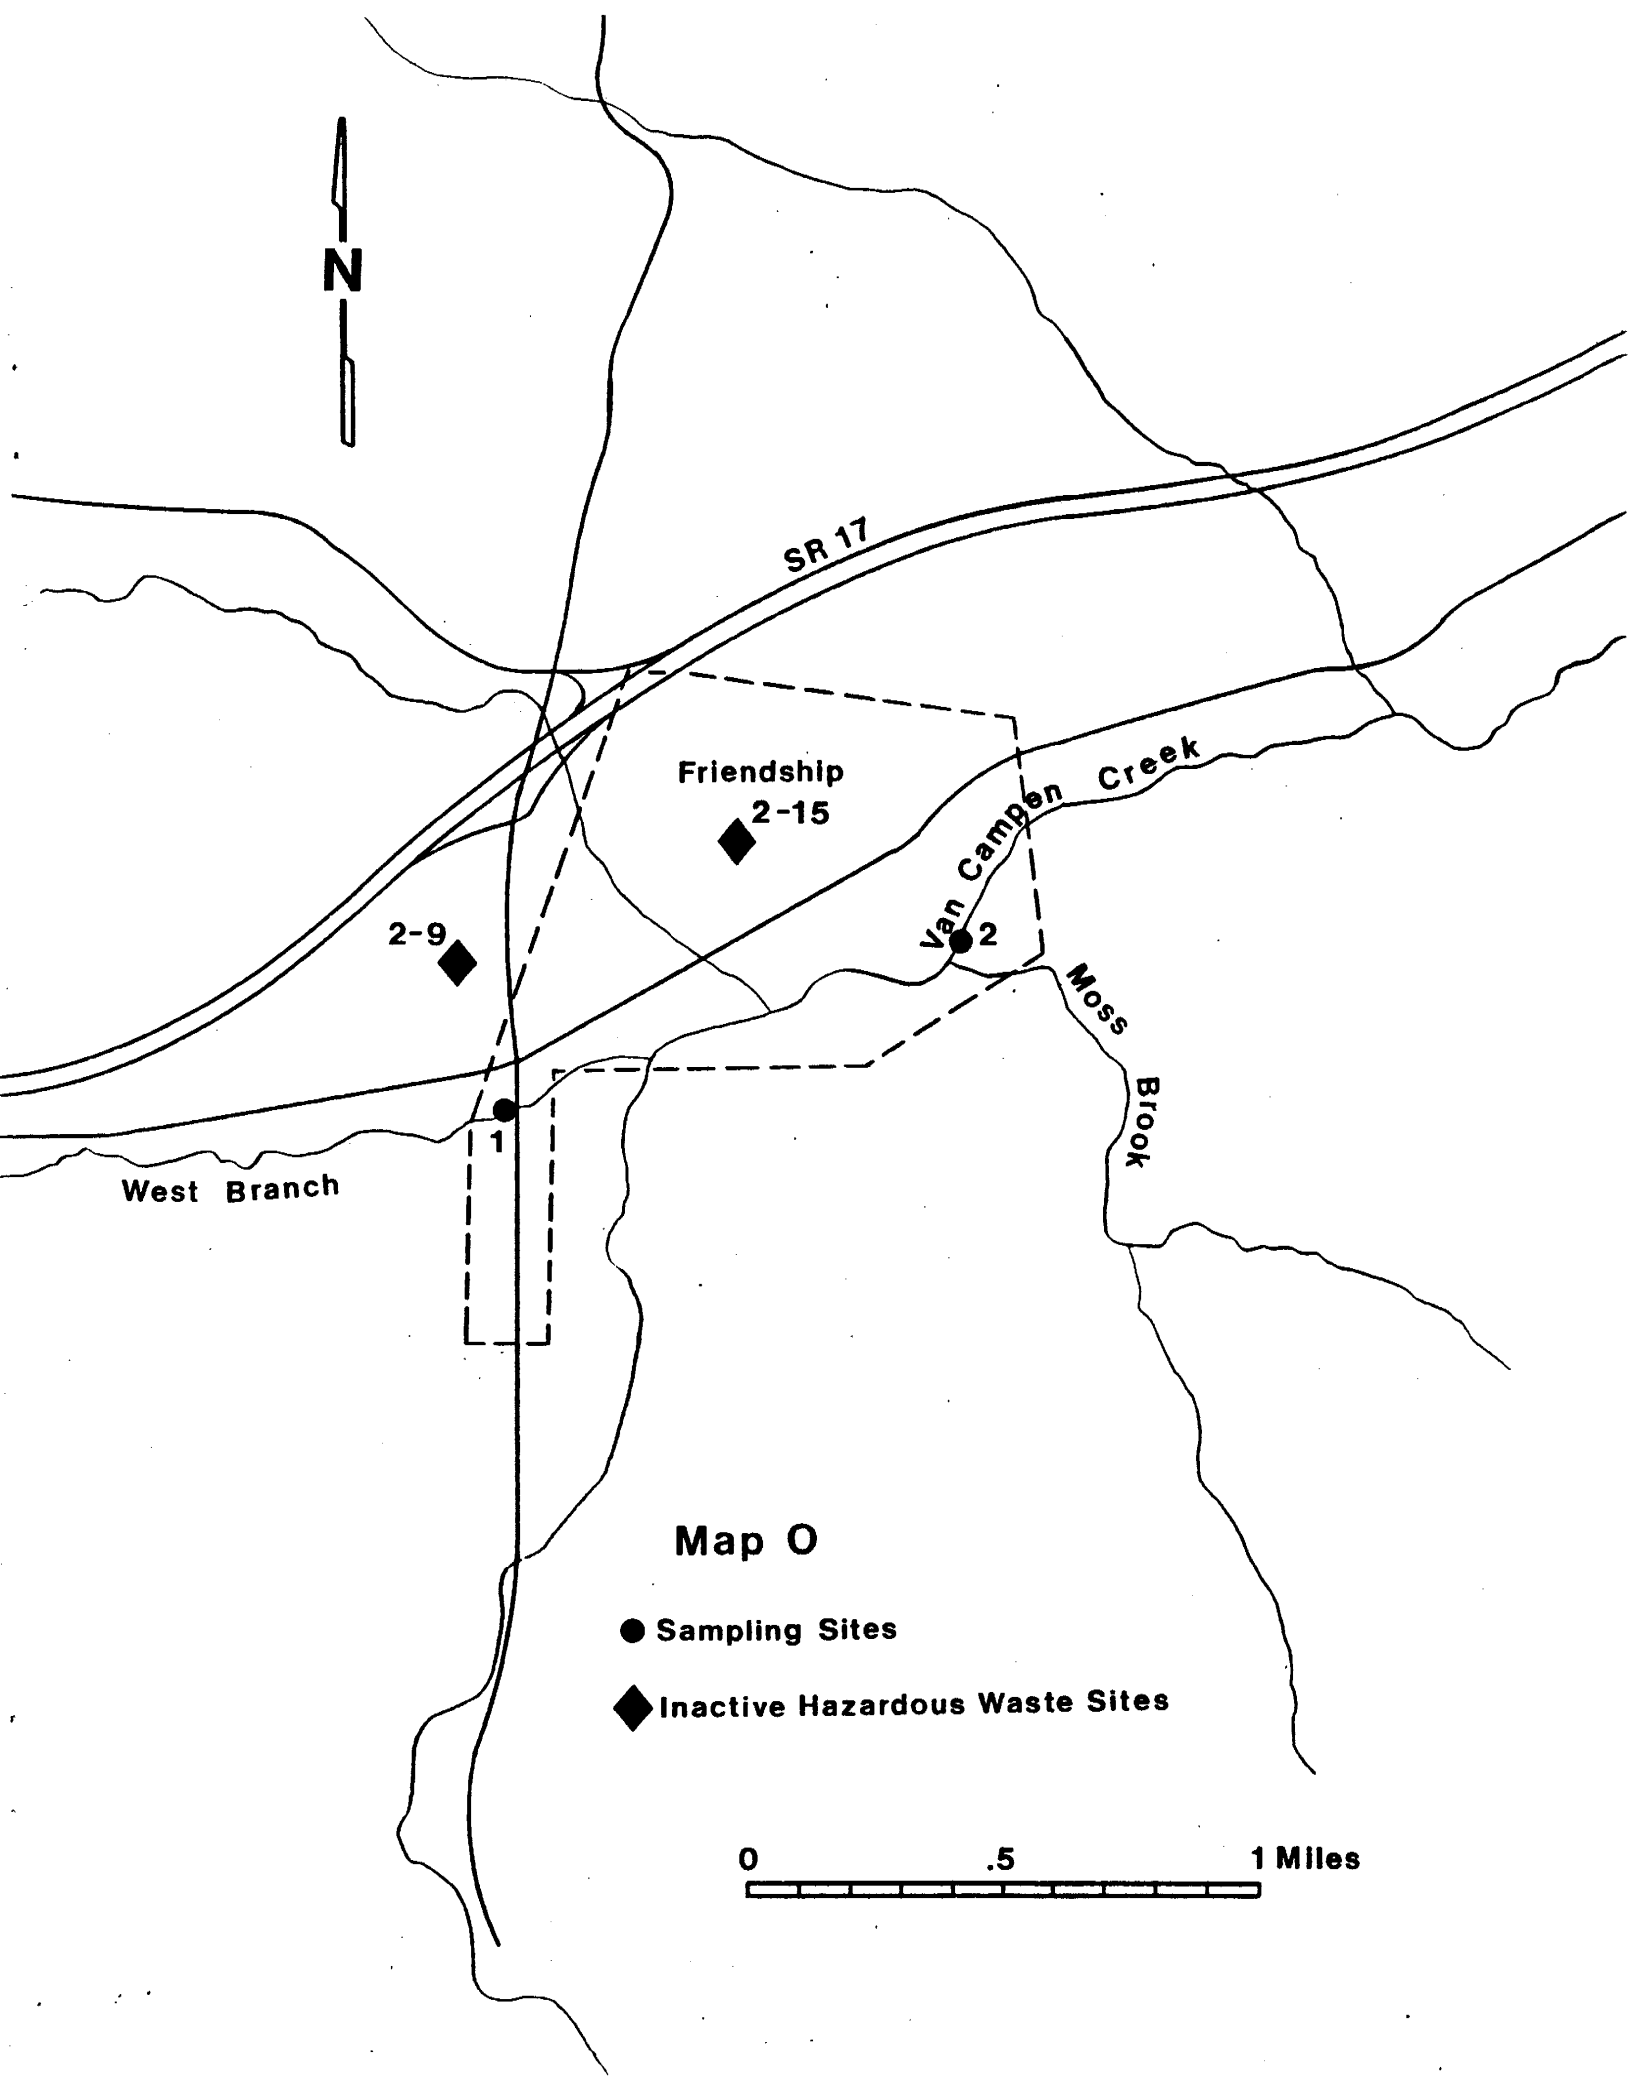 N
SR 17
Friendship
2-15
Van Campen Creek
2-9
2
Moss Brook
1
West Branch
Map O
Sampling Sites
Inactive Hazardous Waste Sites
0 .5 1 Miles